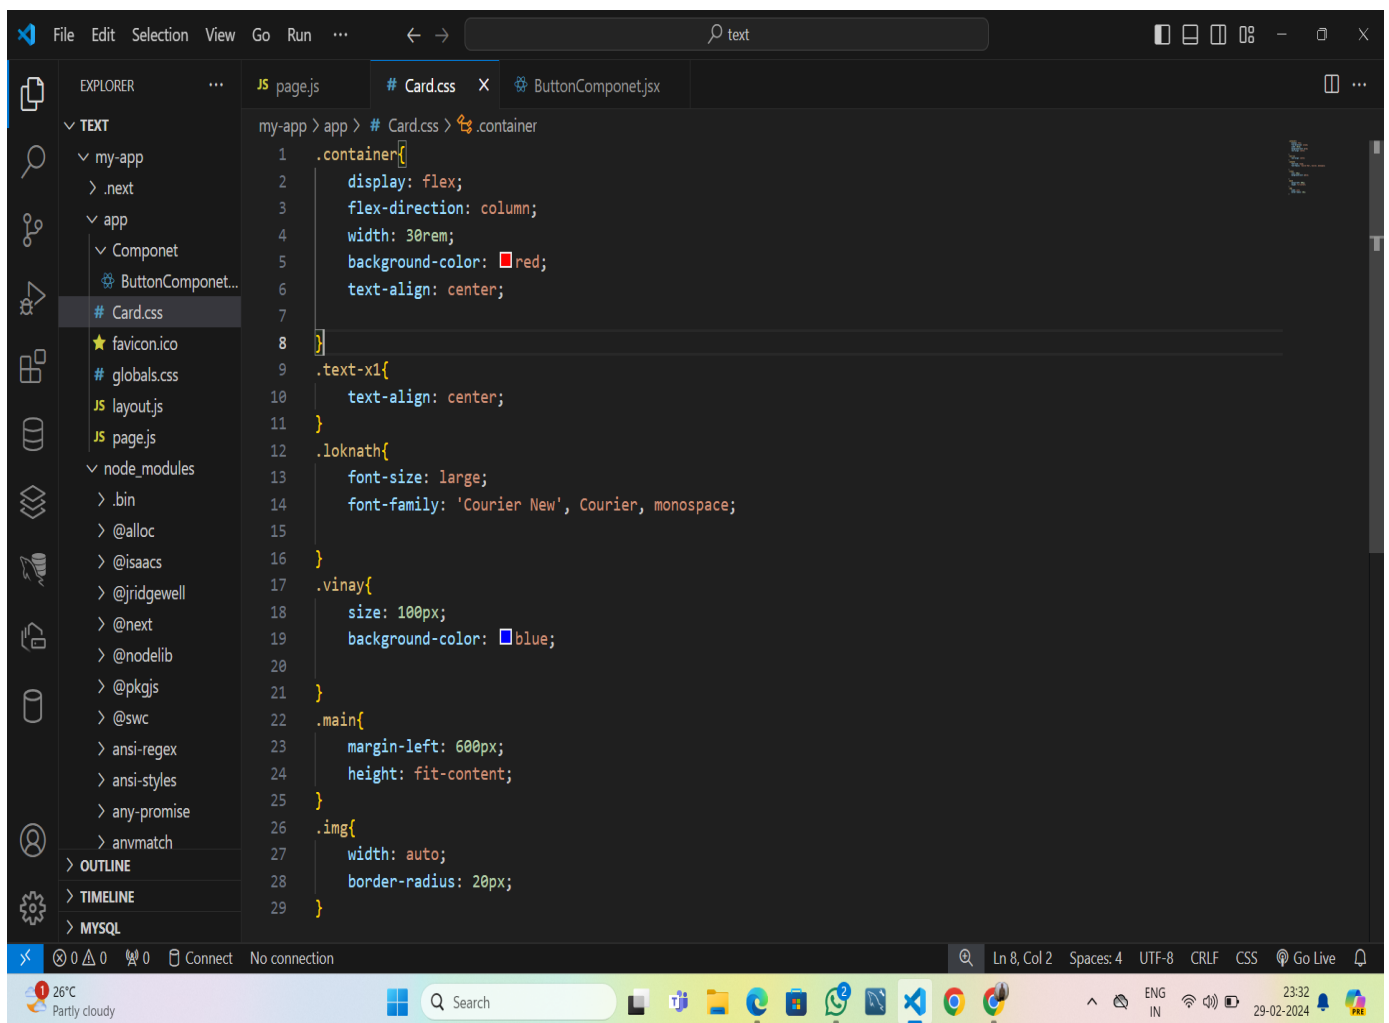 File Edit Selection View Go Run ··· text
EXPLORER ···
TEXT
my-app
.next
app
Componet
ButtonComponet...
# Card.css
favicon.ico
# globals.css
JS layout.js
JS page.js
node_modules
.bin
@alloc
@isaacs
@jridgewell
@next
@nodelib
@pkgjs
@swc
ansi-regex
ansi-styles
any-promise
anymatch
OUTLINE
TIMELINE
MYSQL
JS page.js # Card.css X ButtonComponet.jsx ···
my-app > app > # Card.css > .container
1 .container{
2 display: flex;
3 flex-direction: column;
4 width: 30rem;
5 background-color: red;
6 text-align: center;
7
8 }
9 .text-x1{
10 text-align: center;
11 }
12 .loknath{
13 font-size: large;
14 font-family: 'Courier New', Courier, monospace;
15
16 }
17 .vinay{
18 size: 100px;
19 background-color: blue;
20
21 }
22 .main{
23 margin-left: 600px;
24 height: fit-content;
25 }
26 .img{
27 width: auto;
28 border-radius: 20px;
29 }
0 0 0 Connect No connection Ln 8, Col 2 Spaces: 4 UTF-8 CRLF CSS Go Live
1 26°C
Partly cloudy
Search
2
ENG
IN
23:32
29-02-2024
PRE